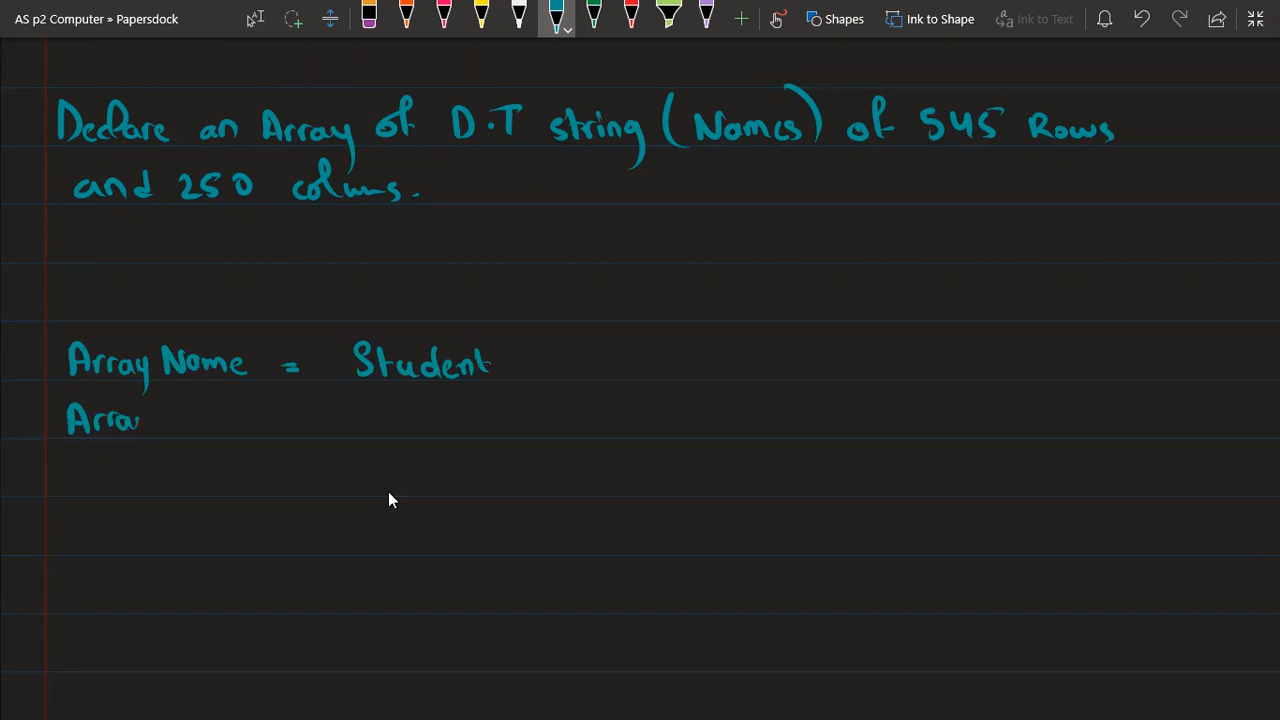 AS p2 Computer » Papersdock
Shapes
Ink to Shape
Ink to Text
Declare an Array of D.T string (Names) of 545 Rows
and 250 colums.
Array Name = Student
Arra